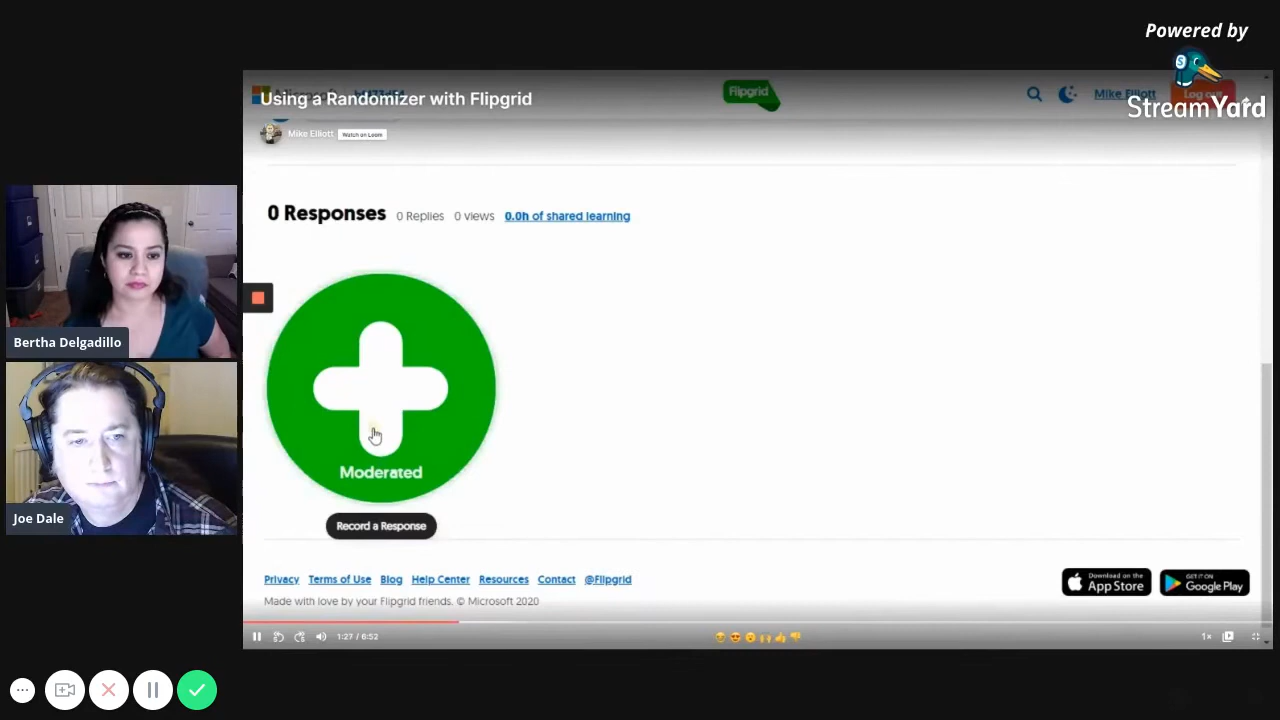 Powered by
StreamYard
Using a Randomizer with Flipgrid
Flipgrid
Mike Elliott
Log out
Mike Elliott
Watch on Loom
0 Responses
0 Replies
0 views
0.0h of shared learning
Bertha Delgadillo
Joe Dale
Moderated
Record a Response
Privacy
Terms of Use
Blog
Help Center
Resources
Contact
@Flipgrid
Made with love by your Flipgrid friends. © Microsoft 2020
Download on the
App Store
GET IT ON
Google Play
1:27 / 6:52
1×